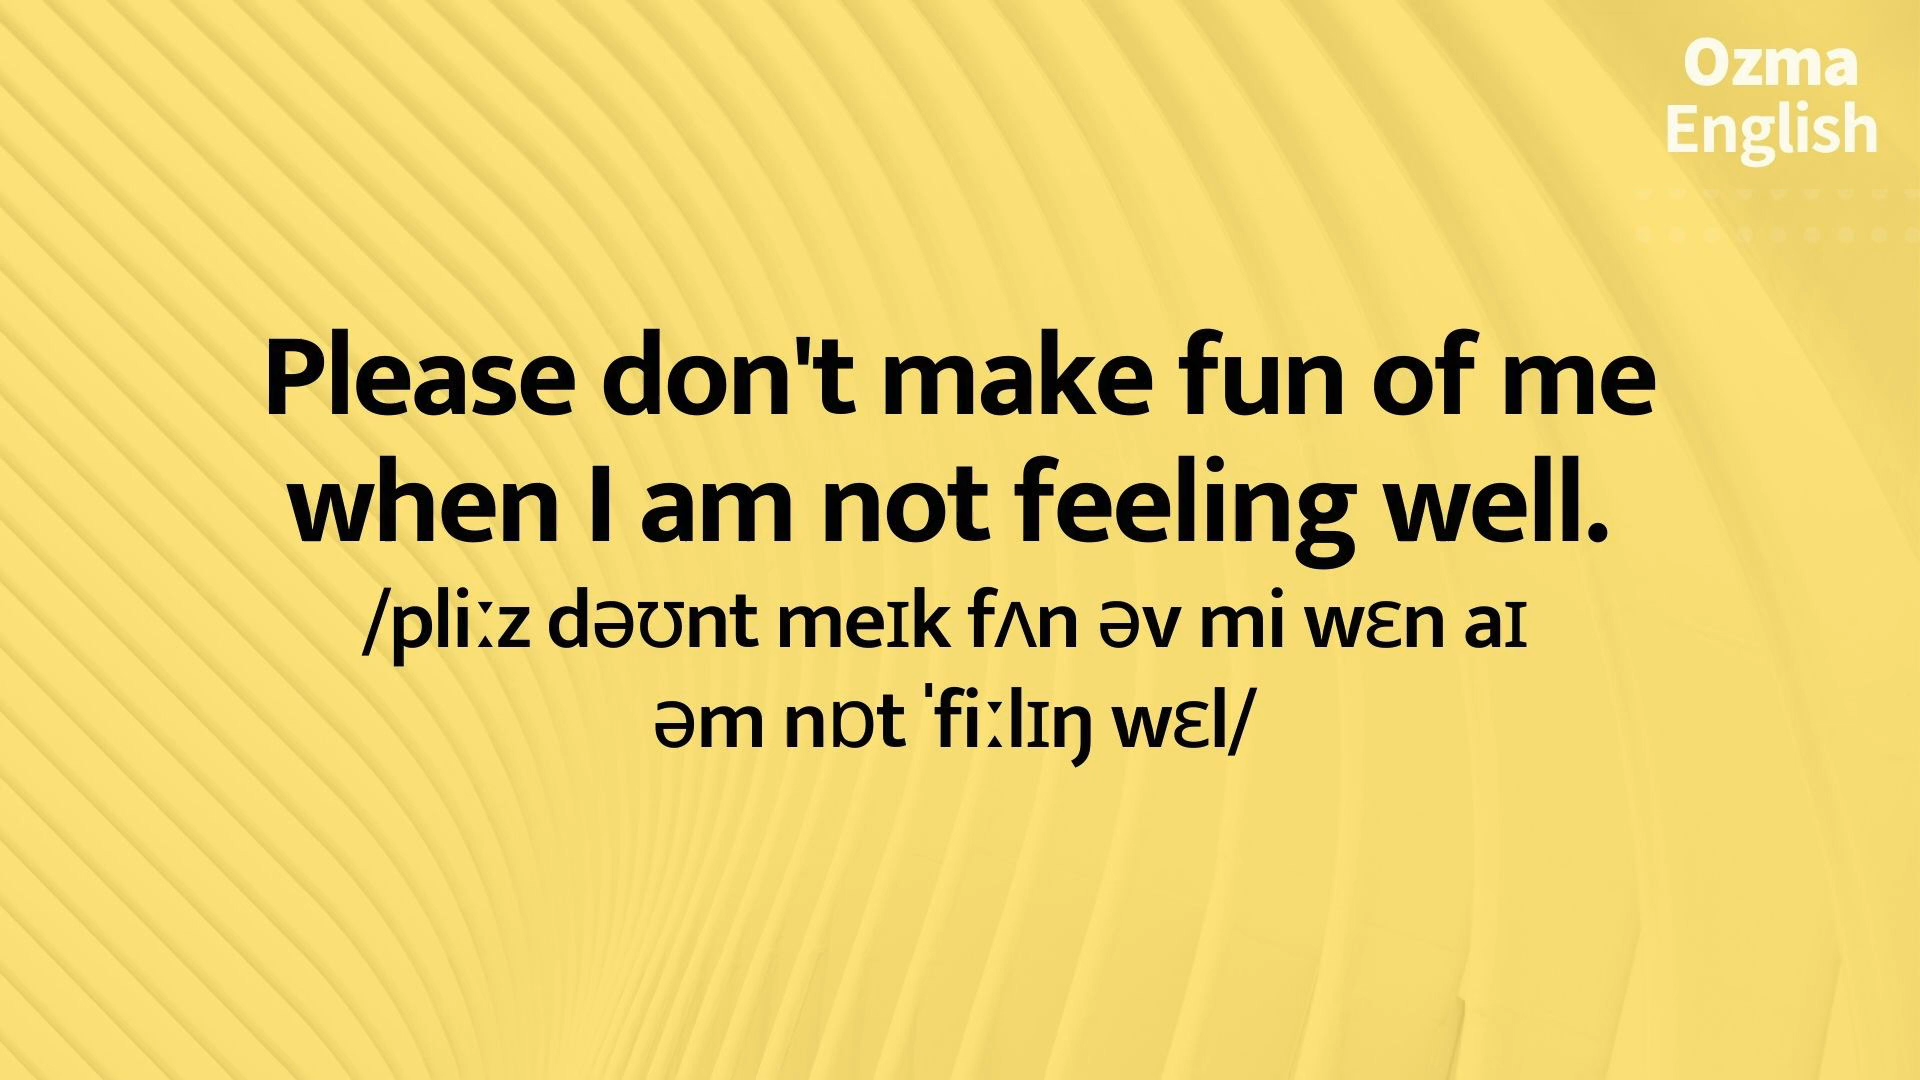 Ozma
English
Please don't make fun of me
when I am not feeling well.
/pliːz dəʊnt meɪk fʌn əv mi wɛn aɪ
əm nɒt ˈfiːlɪŋ wɛl/